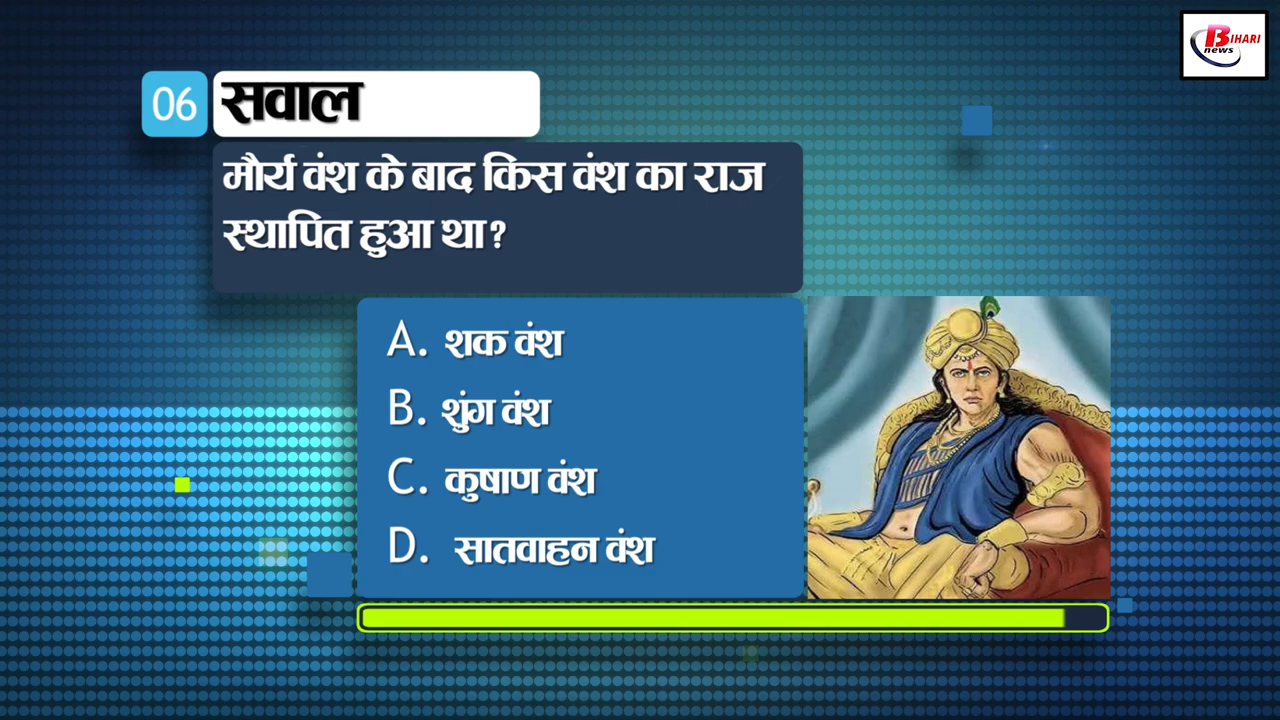 BIHARI
news
06 सवाल
मौर्य वंश के बाद किस वंश का राज
स्थापित हुआ था?
A. शक वंश
B. शुंग वंश
C. कुषाण वंश
D. सातवाहन वंश